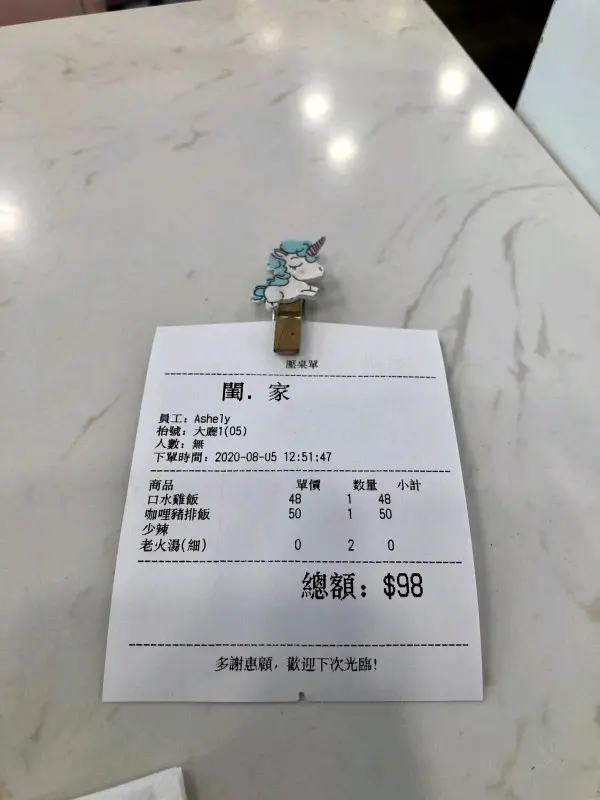 壓桌單
閨. 家
員工: Ashely
枱號: 大廳1(05)
人數: 無
下單時間: 2020-08-05 12:51:47
商品 單價 數量 小計
口水雞飯 48 1 48
咖哩豬排飯 50 1 50
少辣
老火湯(細) 0 2 0
總額: $98
多謝惠顧, 歡迎下次光臨!